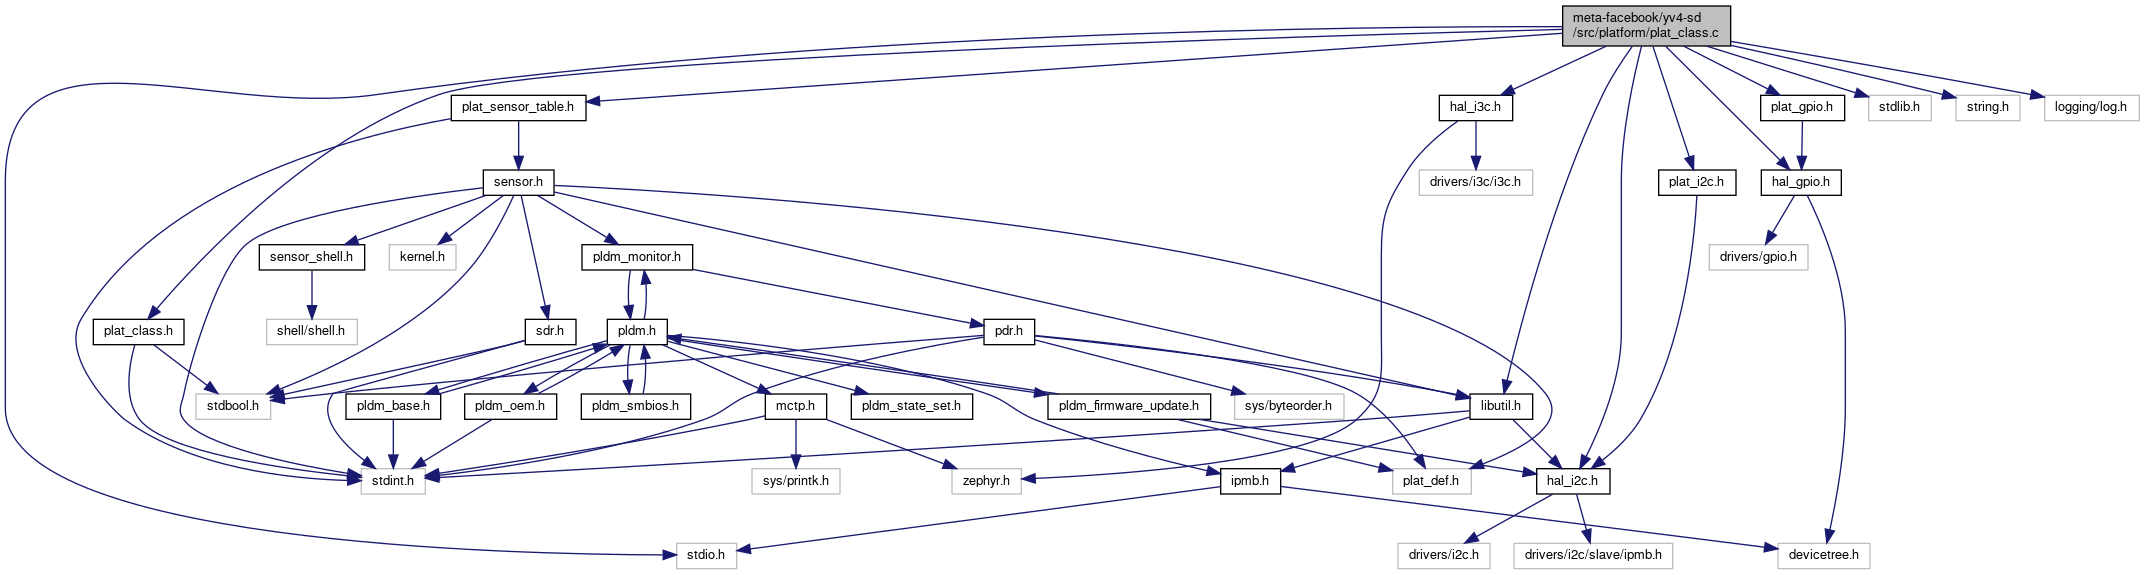 meta-facebook/yv4-sd
/src/platform/plat_class.c
plat_sensor_table.h
hal_i3c.h
plat_gpio.h
stdlib.h
string.h
logging/log.h
sensor.h
drivers/i3c/i3c.h
plat_i2c.h
hal_gpio.h
sensor_shell.h
kernel.h
pldm_monitor.h
drivers/gpio.h
plat_class.h
shell/shell.h
sdr.h
pldm.h
pdr.h
stdbool.h
pldm_base.h
pldm_oem.h
pldm_smbios.h
mctp.h
pldm_state_set.h
pldm_firmware_update.h
sys/byteorder.h
libutil.h
stdint.h
sys/printk.h
zephyr.h
ipmb.h
plat_def.h
hal_i2c.h
stdio.h
drivers/i2c.h
drivers/i2c/slave/ipmb.h
devicetree.h